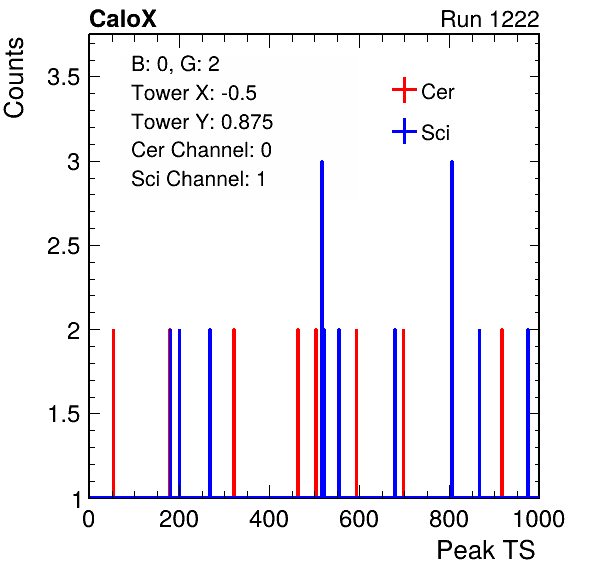 CaloX Run 1222
Counts
B: 0, G: 2
Tower X: -0.5
Tower Y: 0.875
Cer Channel: 0
Sci Channel: 1
Cer
Sci
3.5
3
2.5
2
1.5
1
0 200 400 600 800 1000
Peak TS